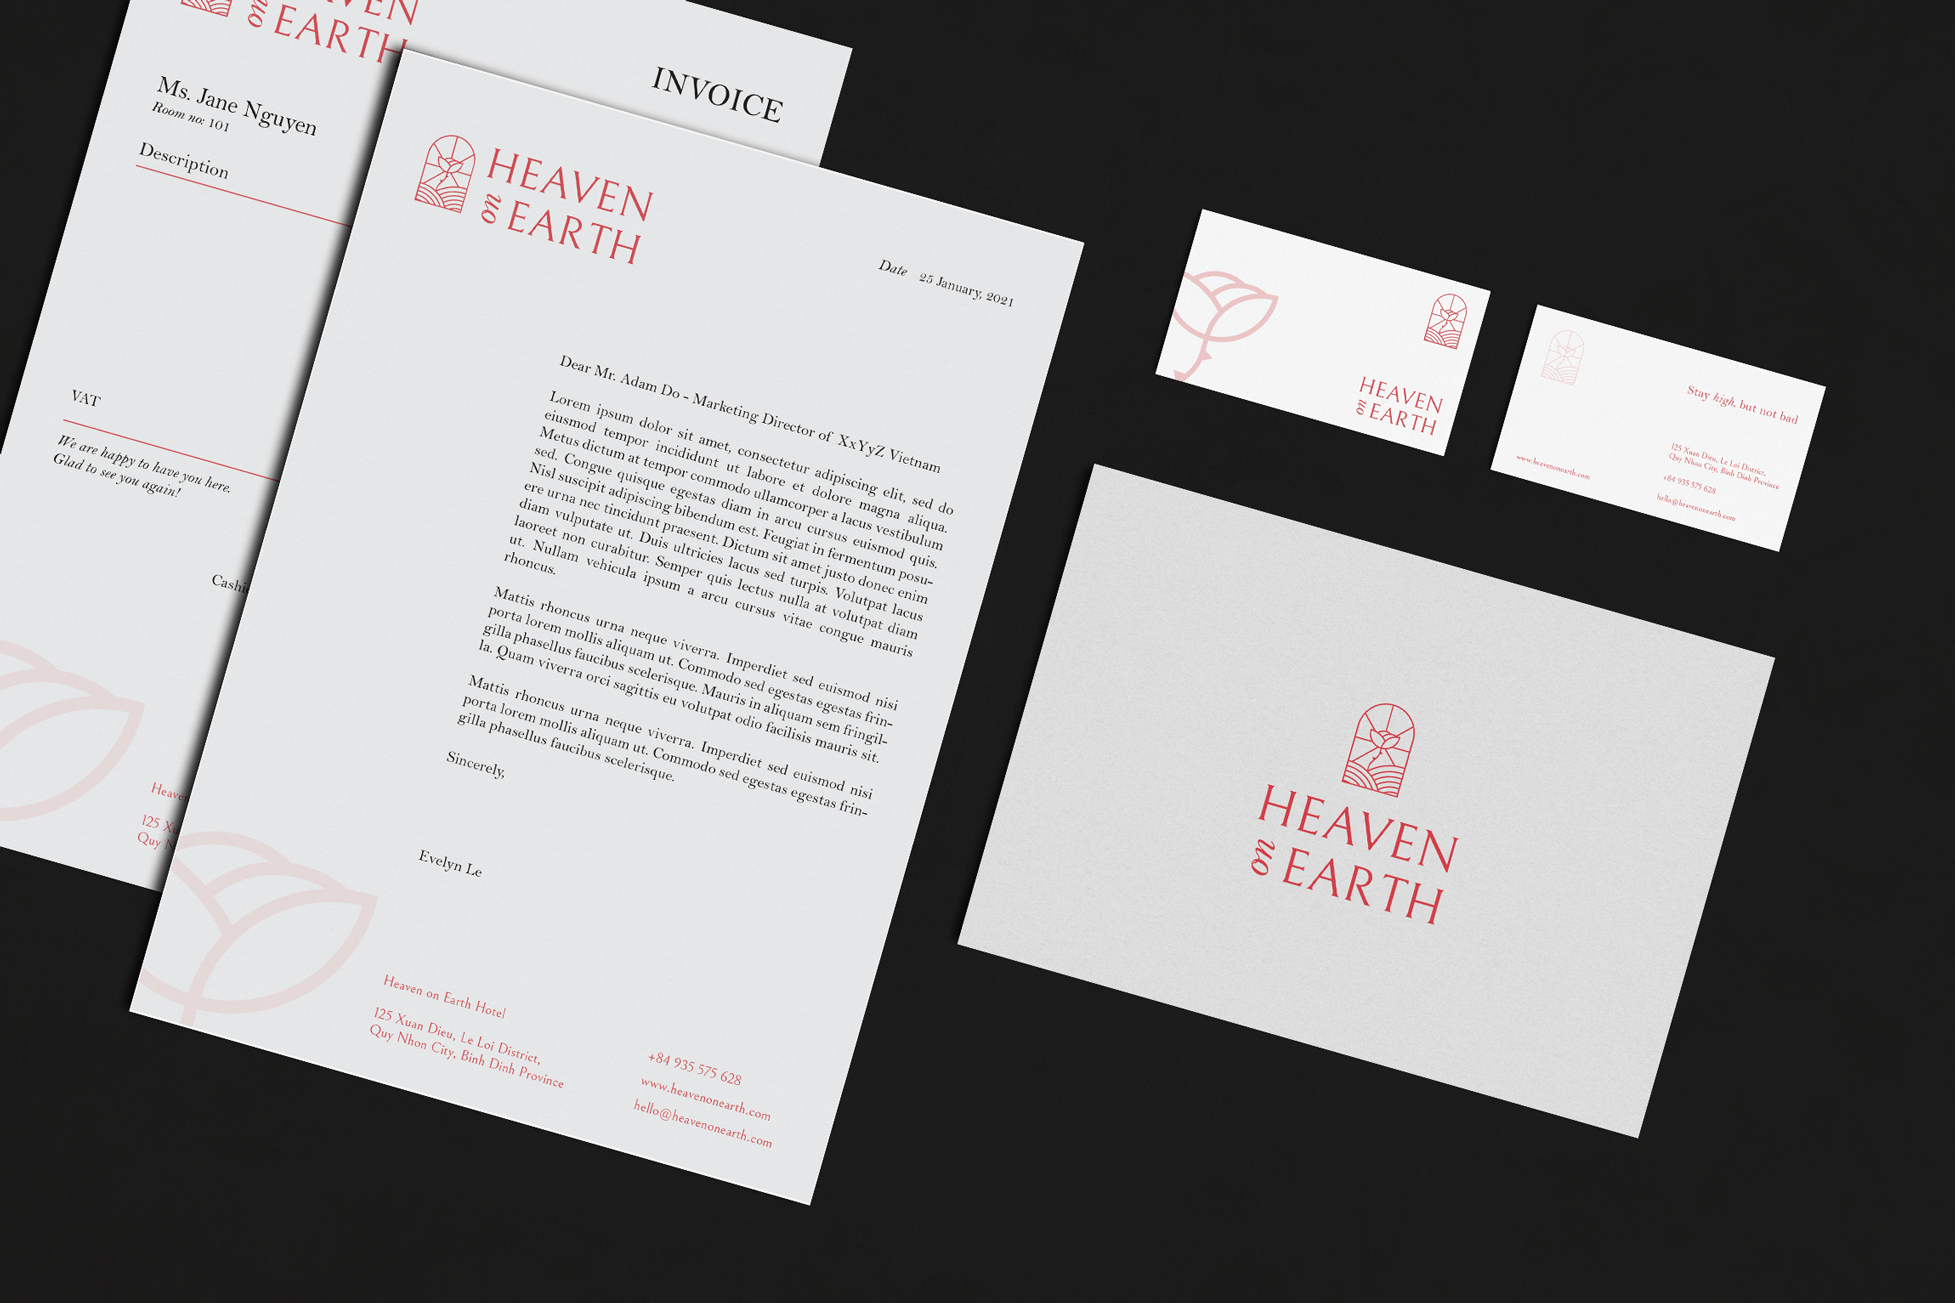 EAVEN
on EARTH
INVOICE
Ms. Jane Nguyen
Room no: 101
Description
VAT
We are happy to have you here.
Glad to see you again!
Cashi
Heaven
125 X
Quy N
HEAVEN
on EARTH
Date 25 January, 2021
Dear Mr. Adam Do - Marketing Director of XxYyZ Vietnam
Lorem ipsum dolor sit amet, consectetur adipiscing elit, sed do
eiusmod tempor incididunt ut labore et dolore magna aliqua.
Metus dictum at tempor commodo ullamcorper a lacus vestibulum
sed. Congue quisque egestas diam in arcu cursus euismod quis.
Nisl suscipit adipiscing bibendum est. Feugiat in fermentum posu-
ere urna nec tincidunt praesent. Dictum sit amet justo donec enim
diam vulputate ut. Duis ultricies lacus sed turpis. Volutpat lacus
laoreet non curabitur. Semper quis lectus nulla at volutpat diam
ut. Nullam vehicula ipsum a arcu cursus vitae congue mauris
rhoncus.
Mattis rhoncus urna neque viverra. Imperdiet sed euismod nisi
porta lorem mollis aliquam ut. Commodo sed egestas egestas frin-
gilla phasellus faucibus scelerisque. Mauris in aliquam sem fringil-
la. Quam viverra orci sagittis eu volutpat odio facilisis mauris sit.
Mattis rhoncus urna neque viverra. Imperdiet sed euismod nisi
porta lorem mollis aliquam ut. Commodo sed egestas egestas frin-
gilla phasellus faucibus scelerisque.
Sincerely,
Evelyn Le
Heaven on Earth Hotel
125 Xuan Dieu, Le Loi District,
Quy Nhon City, Binh Dinh Province
+84 935 575 628
www.heavenonearth.com
hello@heavenonearth.com
HEAVEN
on EARTH
Stay high, but not bad
125 Xuan Dieu, Le Loi District,
Quy Nhon City, Binh Dinh Province
+84 935 575 628
hello@heavenonearth.com
www.heavenonearth.com
HEAVEN
on EARTH